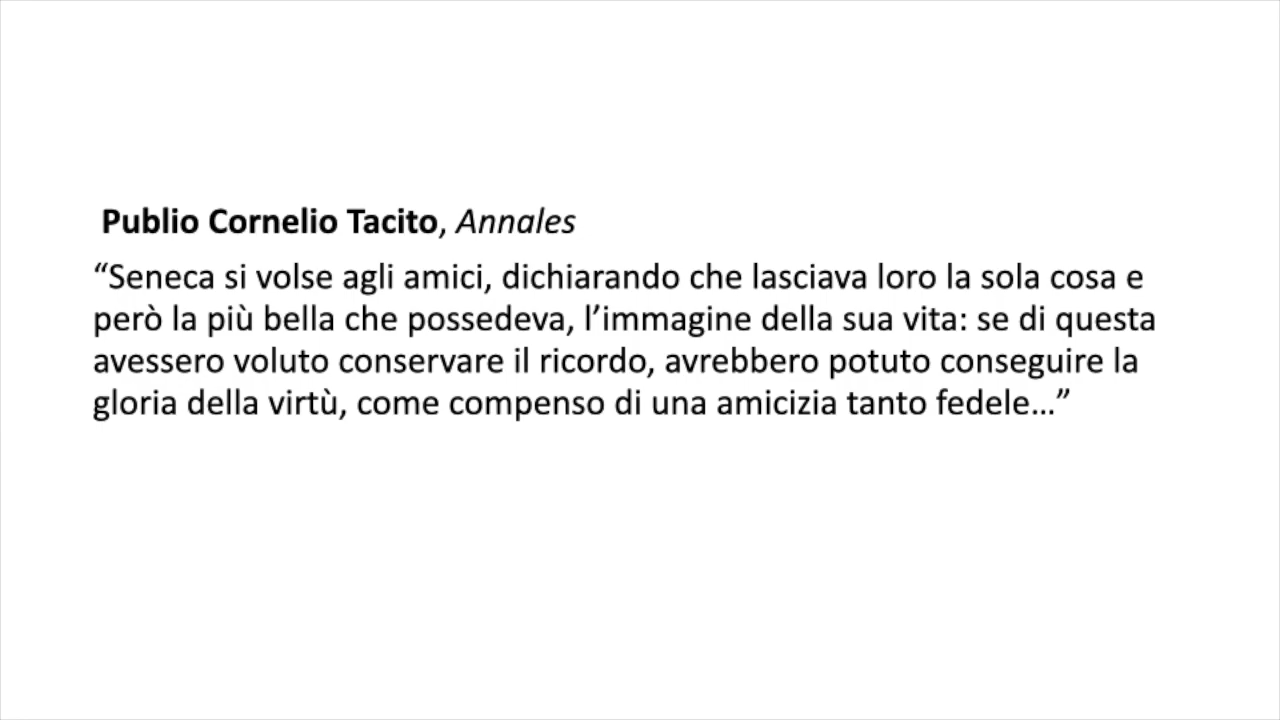 Publio Cornelio Tacito, Annales
“Seneca si volse agli amici, dichiarando che lasciava loro la sola cosa e
però la più bella che possedeva, l’immagine della sua vita: se di questa
avessero voluto conservare il ricordo, avrebbero potuto conseguire la
gloria della virtù, come compenso di una amicizia tanto fedele…”